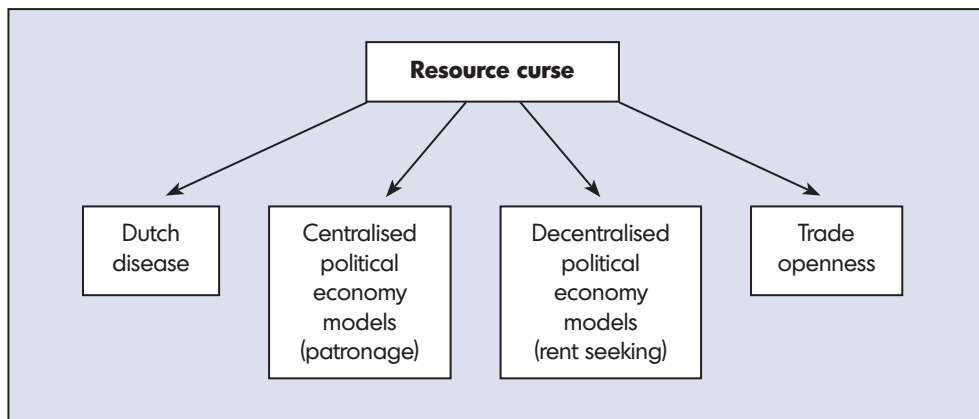 Resource curse
Dutch
disease
Centralised
political
economy
models
(patronage)
Decentralised
political
economy
models
(rent seeking)
Trade
openness